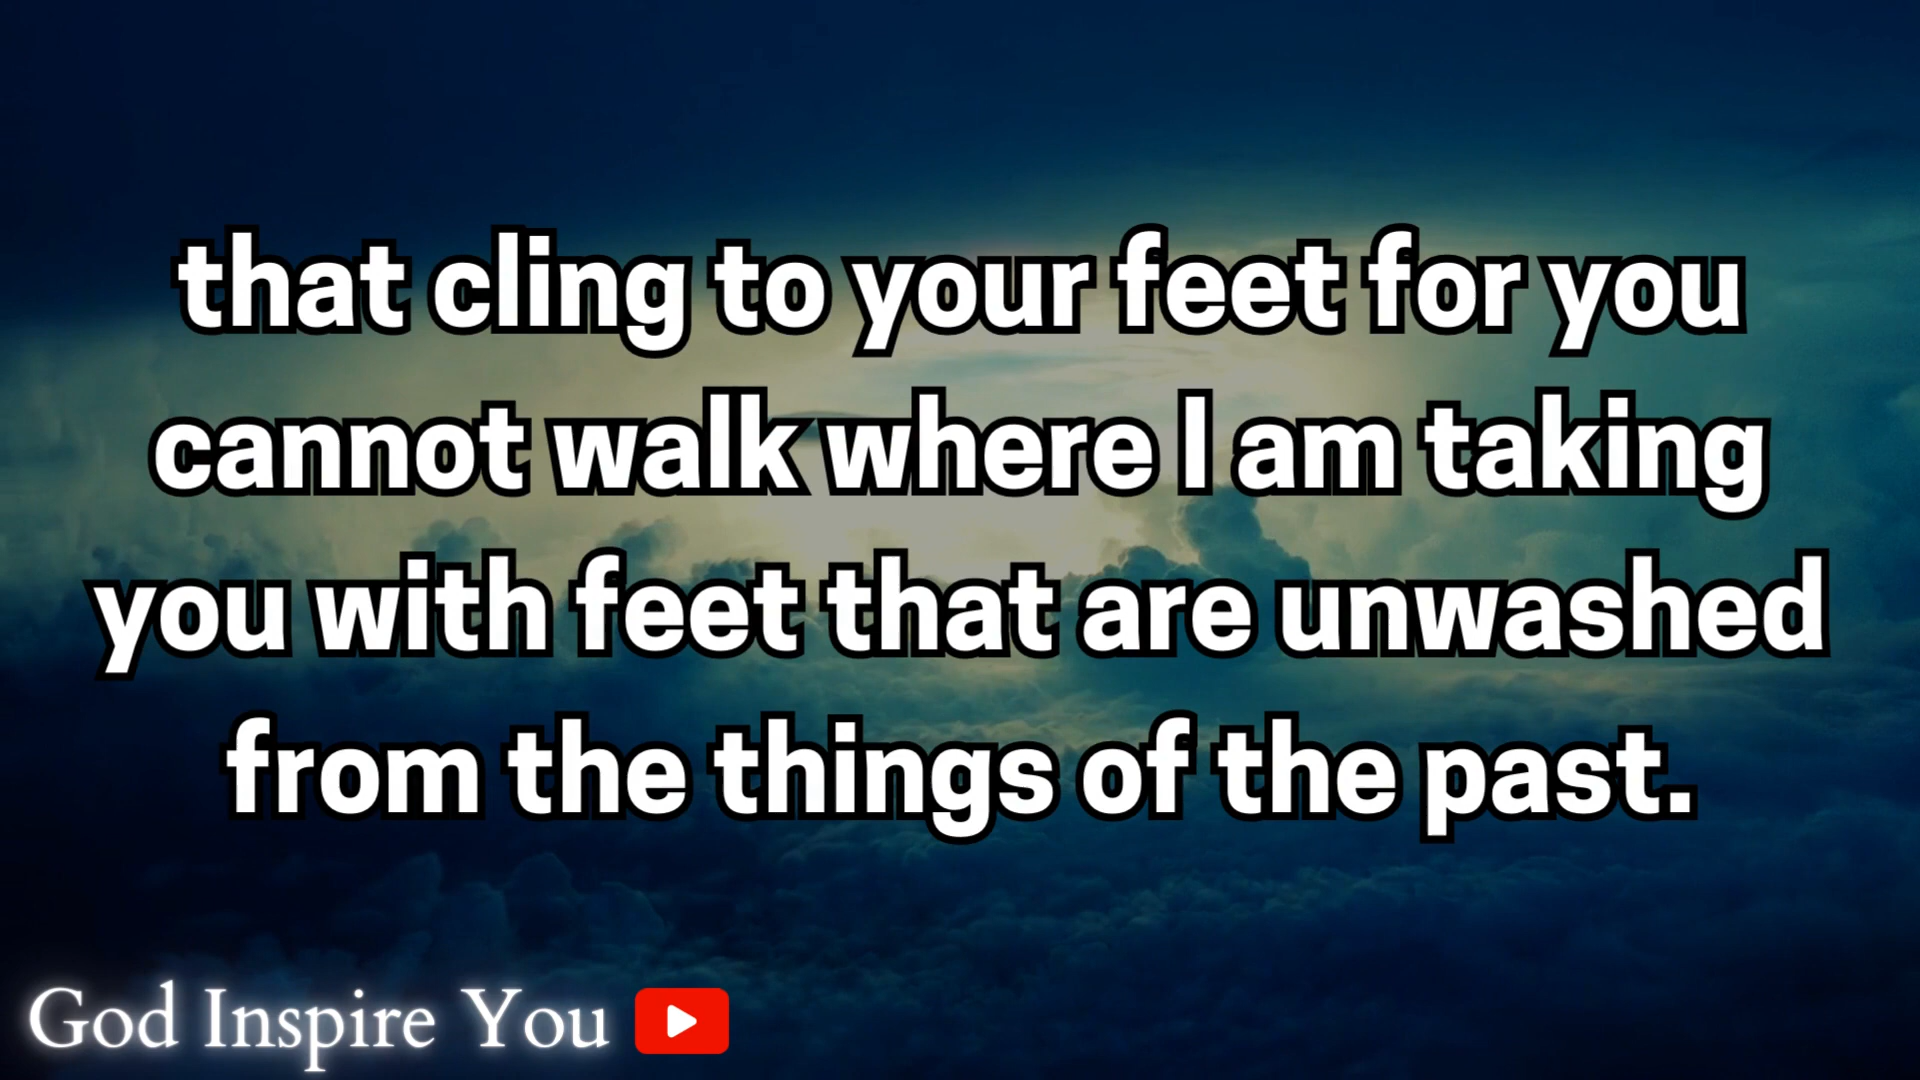 that cling to your feet for you
cannot walk where I am taking
you with feet that are unwashed
from the things of the past.
God Inspire You